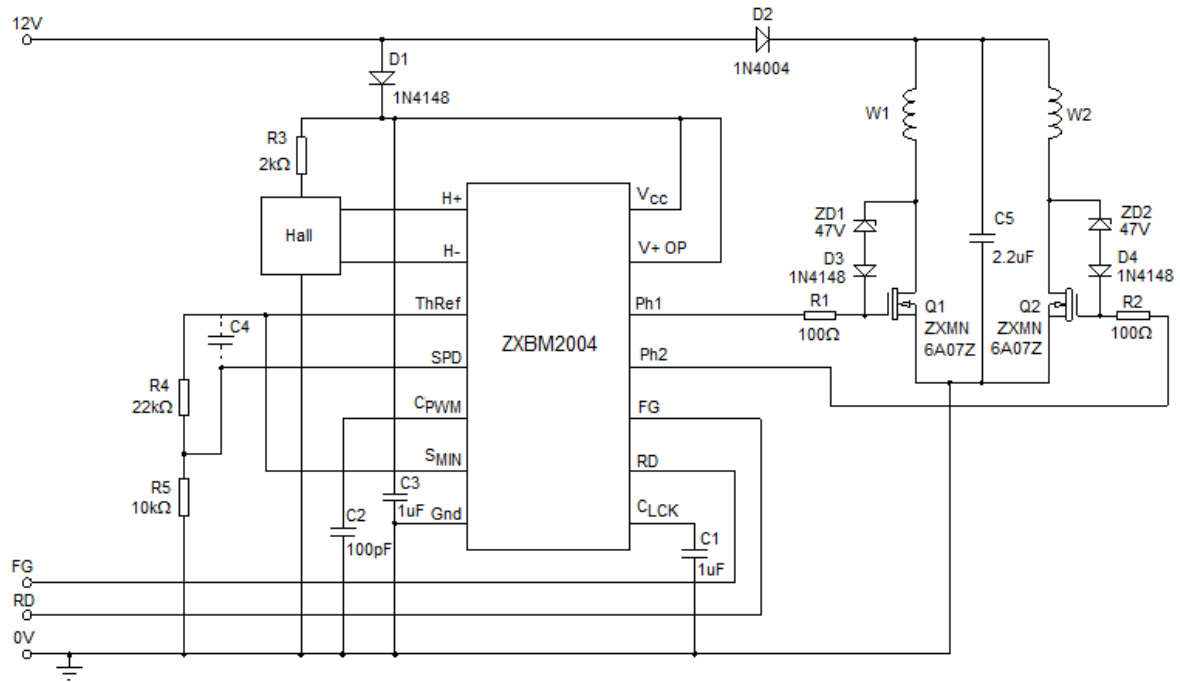 12V
D2
1N4004
D1
1N4148
R3
2kΩ
W1
W2
H+
VCC
Hall
ZD1
47V
C5
2.2uF
ZD2
47V
H-
V+ OP
D3
1N4148
D4
1N4148
ThRef
Ph1
R1
100Ω
Q1
ZXMN
6A07Z
Q2
ZXMN
6A07Z
R2
100Ω
C4
ZXBM2004
SPD
Ph2
R4
22kΩ
CPWM
FG
SMIN
RD
R5
10kΩ
C3
1uF
Gnd
CLCK
C2
100pF
C1
1uF
FG
RD
0V